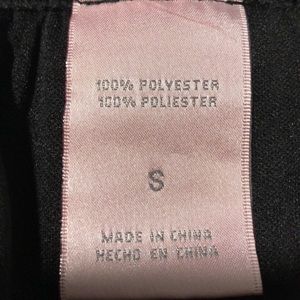 100% POLYESTER
100% POLIESTER
S
MADE IN CHINA
HECHO EN CHINA